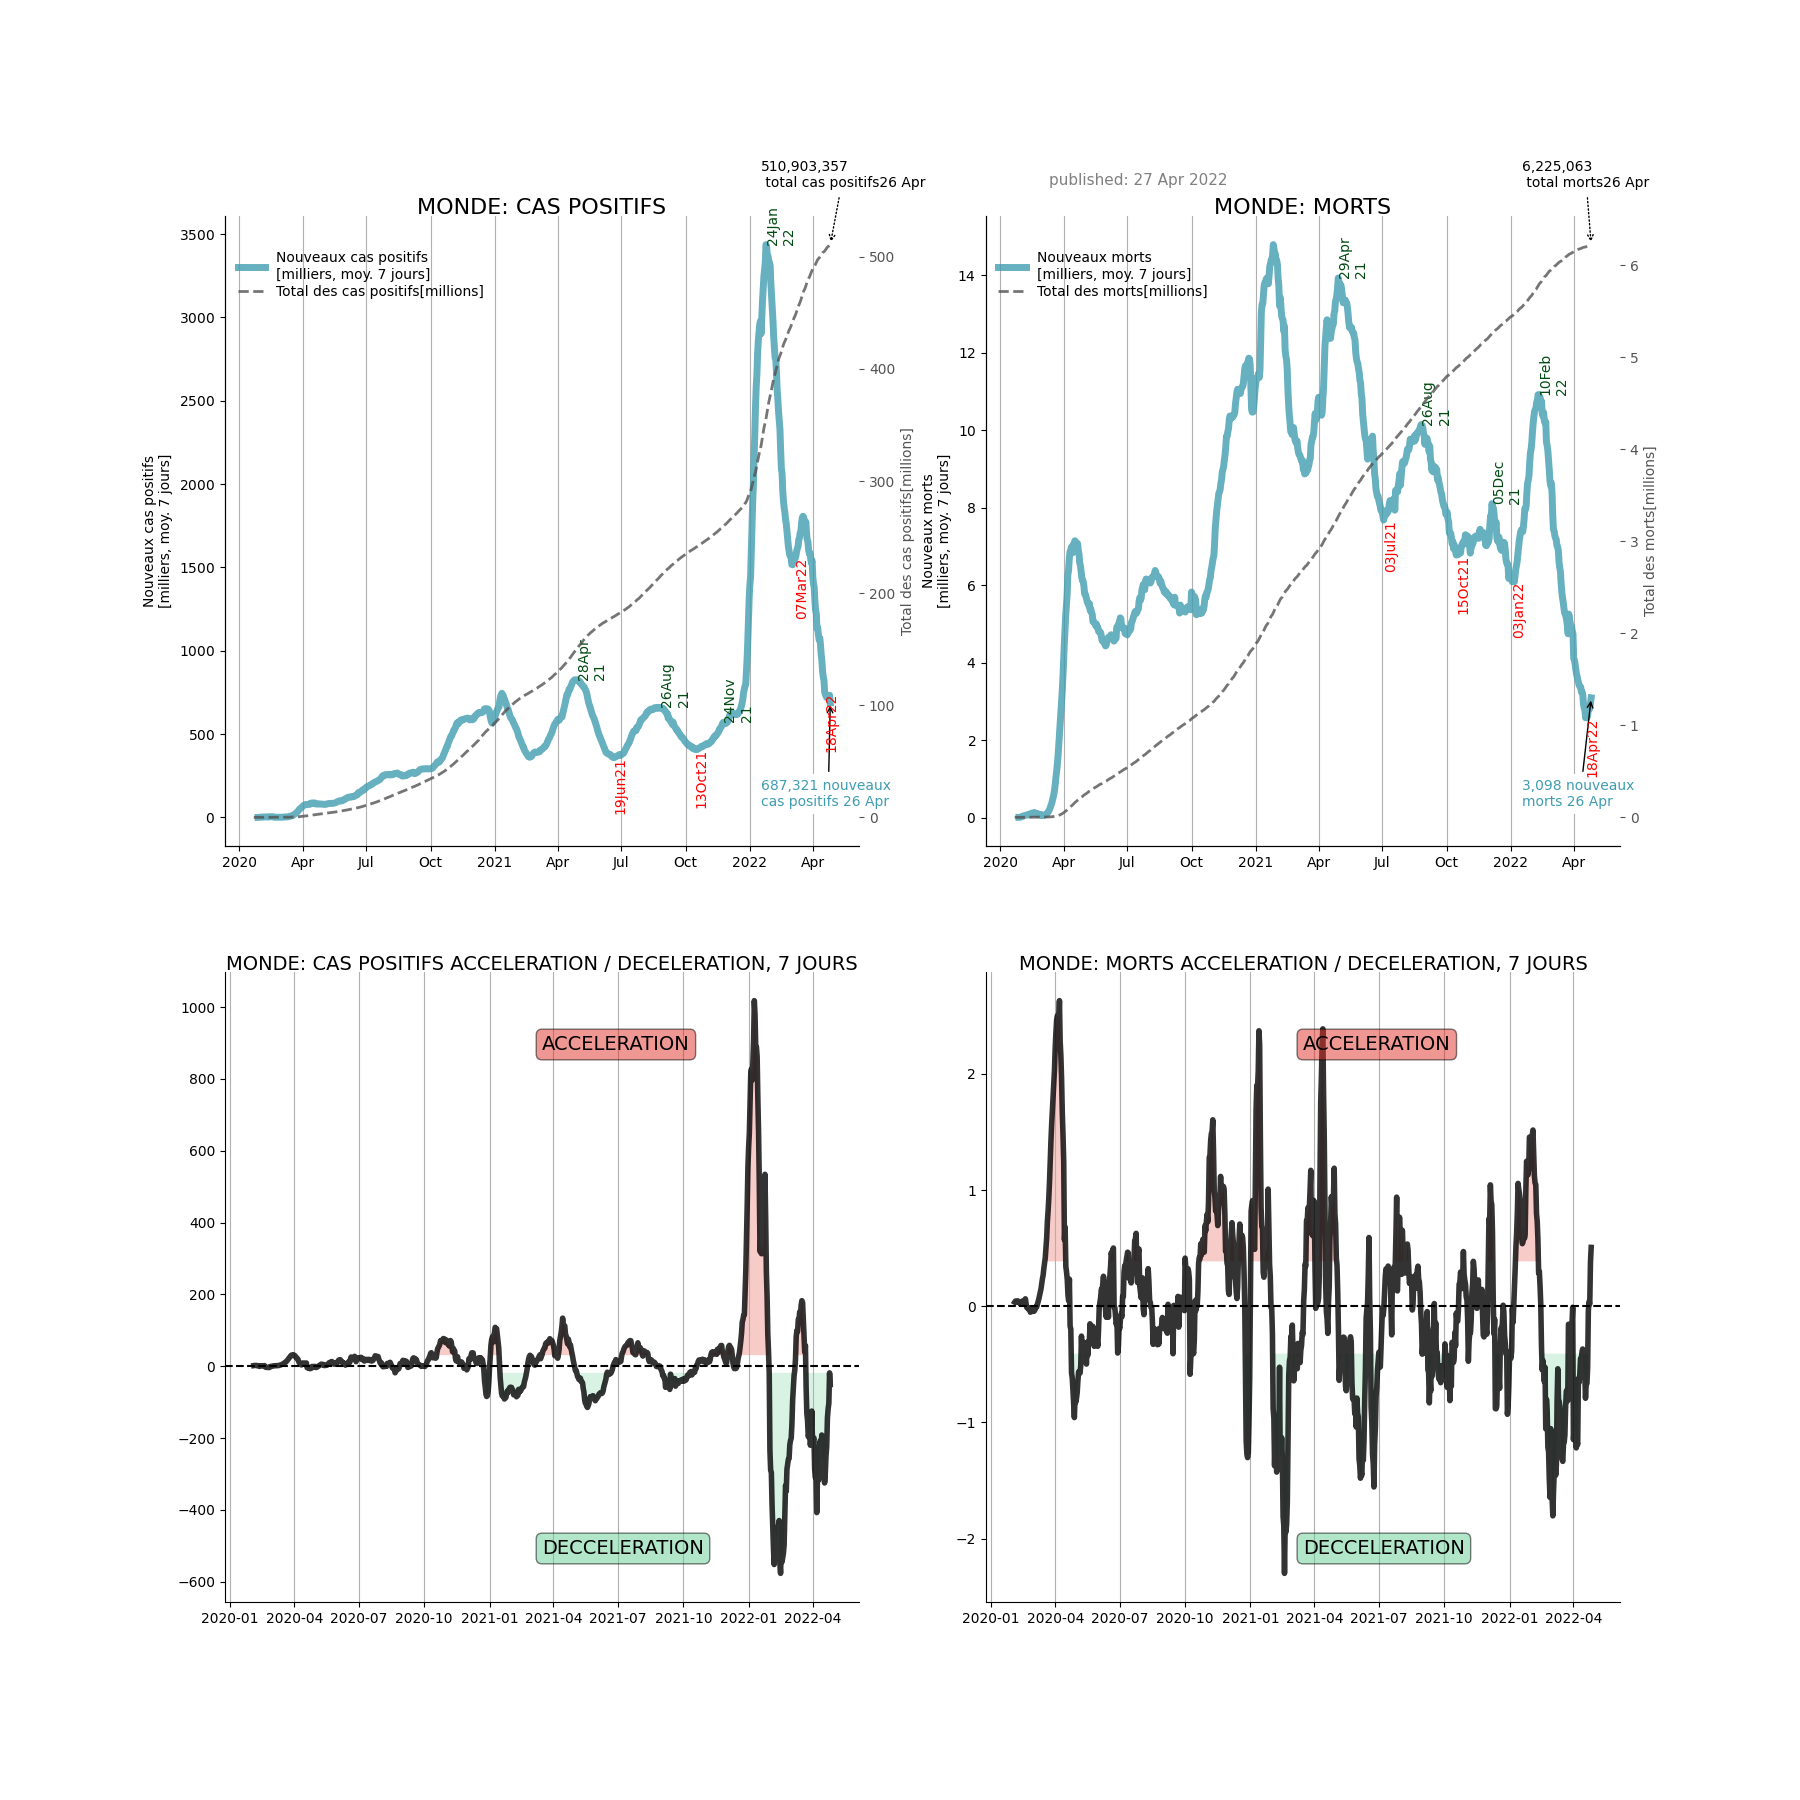 510,903,357
total cas positifs26 Apr
published: 27 Apr 2022
6,225,063
total morts26 Apr
MONDE: CAS POSITIFS
Nouveaux cas positifs
[milliers, moy. 7 jours]
Total des cas positifs[millions]
Nouveaux cas positifs
[milliers, moy. 7 jours]
Total des cas positifs[millions]
3500
3000
2500
2000
1500
1000
500
0
500
400
300
200
100
0
28Apr
21
26Aug
21
24Nov
21
24Jan
22
19Jun21
13Oct21
07Mar22
18Apr22
687,321 nouveaux
cas positifs 26 Apr
2020 Apr Jul Oct 2021 Apr Jul Oct 2022 Apr
MONDE: MORTS
Nouveaux morts
[milliers, moy. 7 jours]
Total des morts[millions]
Nouveaux morts
[milliers, moy. 7 jours]
Total des morts[millions]
14
12
10
8
6
4
2
0
6
5
4
3
2
1
0
29Apr
21
26Aug
21
05Dec
21
10Feb
22
03Jul21
15Oct21
03Jan22
18Apr22
3,098 nouveaux
morts 26 Apr
2020 Apr Jul Oct 2021 Apr Jul Oct 2022 Apr
MONDE: CAS POSITIFS ACCELERATION / DECELERATION, 7 JOURS
1000
800
600
400
200
0
−200
−400
−600
ACCELERATION
DECCELERATION
2020-01 2020-04 2020-07 2020-10 2021-01 2021-04 2021-07 2021-10 2022-01 2022-04
MONDE: MORTS ACCELERATION / DECELERATION, 7 JOURS
2
1
0
−1
−2
ACCELERATION
DECCELERATION
2020-01 2020-04 2020-07 2020-10 2021-01 2021-04 2021-07 2021-10 2022-01 2022-04